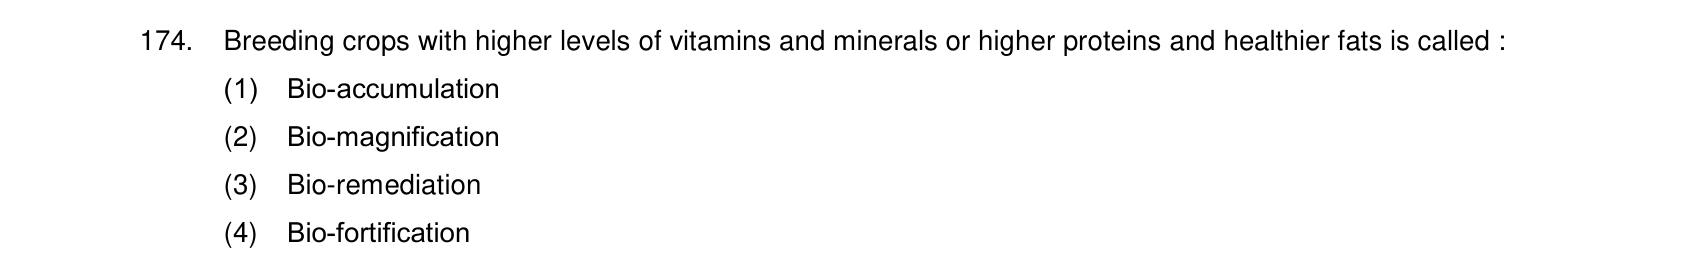 174. Breeding crops with higher levels of vitamins and minerals or higher proteins and healthier fats is called :
(1) Bio-accumulation
(2) Bio-magnification
(3) Bio-remediation
(4) Bio-fortification